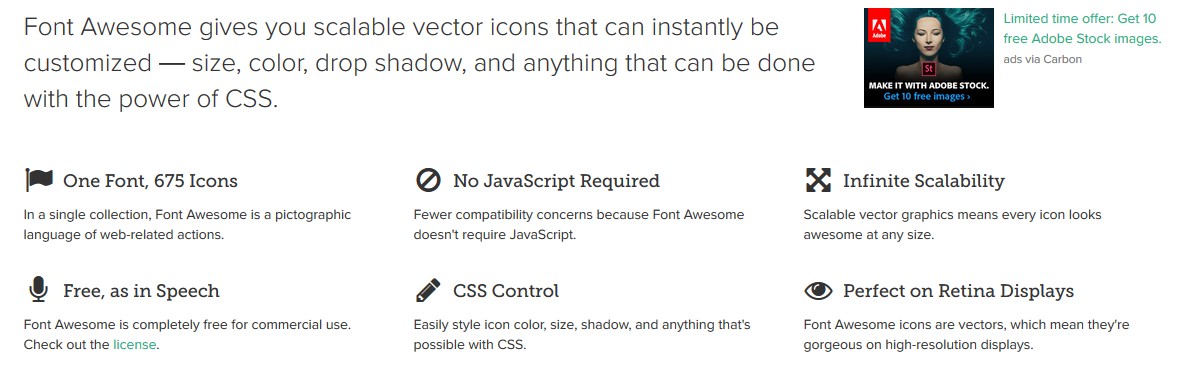 Font Awesome gives you scalable vector icons that can instantly be
customized — size, color, drop shadow, and anything that can be done
with the power of CSS.
Adobe
St
MAKE IT WITH ADOBE STOCK.
Get 10 free images ›
Limited time offer: Get 10
free Adobe Stock images.
ads via Carbon
One Font, 675 Icons
In a single collection, Font Awesome is a pictographic
language of web-related actions.
No JavaScript Required
Fewer compatibility concerns because Font Awesome
doesn't require JavaScript.
Infinite Scalability
Scalable vector graphics means every icon looks
awesome at any size.
Free, as in Speech
Font Awesome is completely free for commercial use.
Check out the license.
CSS Control
Easily style icon color, size, shadow, and anything that's
possible with CSS.
Perfect on Retina Displays
Font Awesome icons are vectors, which mean they're
gorgeous on high-resolution displays.